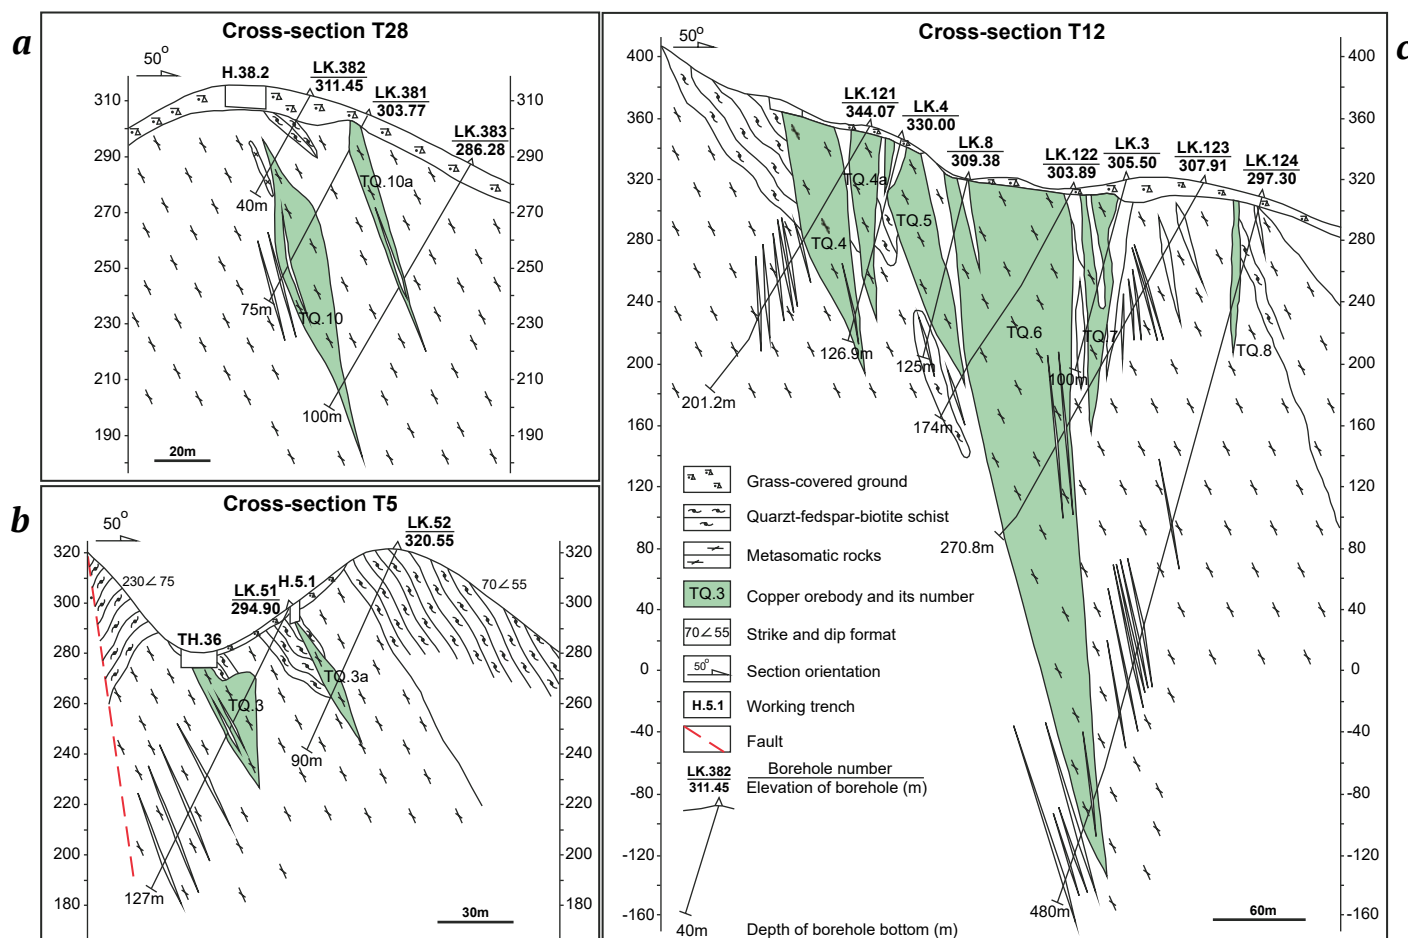 a
Cross-section T28
50°
H.38.2
LK.382
311.45
LK.381
303.77
LK.383
286.28
310
290
270
250
230
210
190
310
290
270
250
230
210
190
TQ.10a
40m
75m
TQ.10
100m
20m
b
Cross-section T5
50°
LK.52
320.55
LK.51
294.90
H.5.1
TH.36
230∠75
70∠55
320
300
280
260
240
220
200
180
320
300
280
260
240
220
200
180
TQ.3a
TQ.3
90m
127m
30m
c
Cross-section T12
50°
LK.121
344.07
LK.4
330.00
LK.8
309.38
LK.122
303.89
LK.3
305.50
LK.123
307.91
LK.124
297.30
400
360
320
280
240
200
160
120
80
40
0
-40
-80
-120
-160
400
360
320
280
240
200
160
120
80
40
0
-40
-80
-120
-160
TQ.4a
TQ.5
TQ.4
TQ.6
TQ.7
TQ.8
126.9m
125m
100m
201.2m
174m
270.8m
480m
60m
Grass-covered ground
Quarzt-fedspar-biotite schist
Metasomatic rocks
TQ.3 Copper orebody and its number
70∠55 Strike and dip format
50° Section orientation
H.5.1 Working trench
Fault
LK.382 Borehole number
311.45 Elevation of borehole (m)
40m Depth of borehole bottom (m)